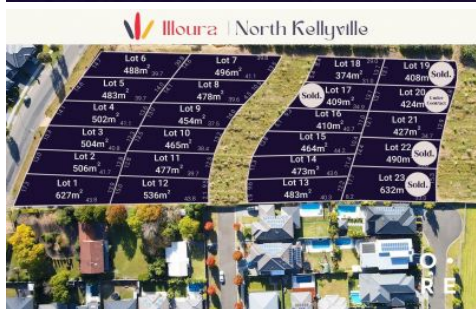 Illoura | North Kellyville
Lot 6
488m²
Lot 7
496m²
Lot 5
483m²
Lot 8
478m²
Lot 4
502m²
Lot 9
454m²
Lot 3
504m²
Lot 10
465m²
Lot 2
506m²
Lot 11
477m²
Lot 1
627m²
Lot 12
536m²
Lot 18
374m²
Lot 19
408m²
Sold.
Lot 17
409m²
Sold.
Lot 20
424m²
Under
Contract
Lot 16
410m²
Lot 21
427m²
Lot 15
464m²
Lot 22
490m²
Sold.
Lot 14
473m²
Lot 13
483m²
Lot 23
632m²
Sold.
O.
RE